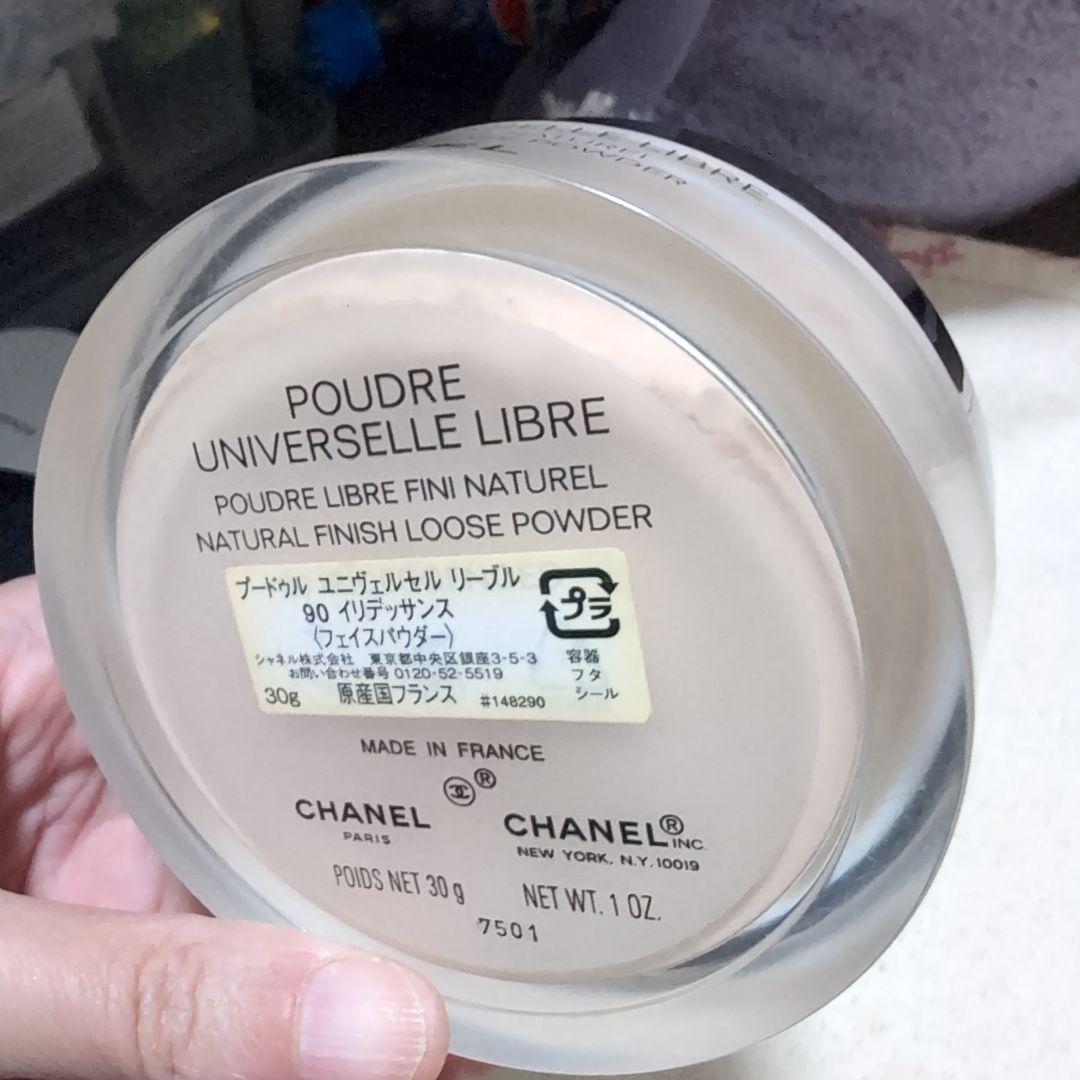 LIBRE
POWDER
POUDRE
UNIVERSELLE LIBRE
POUDRE LIBRE FINI NATUREL
NATURAL FINISH LOOSE POWDER
プードゥル ユニヴェルセル リーブル
90 イリデッサンス
(フェイスパウダー)
シャネル株式会社 東京都中央区銀座3-5-3
お問い合わせ番号 0120-52-5519
30g 原産国フランス #148290
プラ
容器
フタ
シール
MADE IN FRANCE
®
CHANEL
PARIS
CHANEL® INC.
NEW YORK, N.Y. 10019
POIDS NET 30 g
NET WT. 1 OZ.
7501